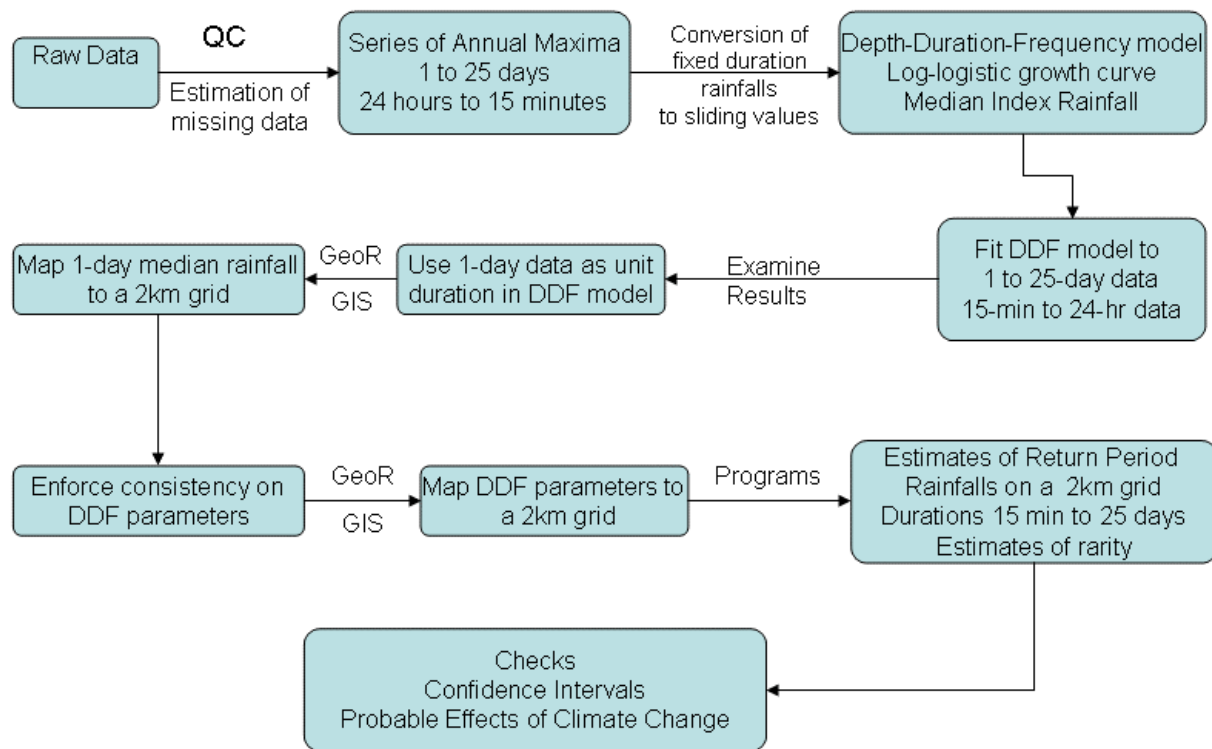 Raw Data
QC
Estimation of
missing data
Series of Annual Maxima
1 to 25 days
24 hours to 15 minutes
Conversion of
fixed duration
rainfalls
to sliding values
Depth-Duration-Frequency model
Log-logistic growth curve
Median Index Rainfall
Fit DDF model to
1 to 25-day data
15-min to 24-hr data
Examine
Results
Use 1-day data as unit
duration in DDF model
GeoR
GIS
Map 1-day median rainfall
to a 2km grid
Enforce consistency on
DDF parameters
GeoR
GIS
Map DDF parameters to
a 2km grid
Programs
Estimates of Return Period
Rainfalls on a 2km grid
Durations 15 min to 25 days
Estimates of rarity
Checks
Confidence Intervals
Probable Effects of Climate Change